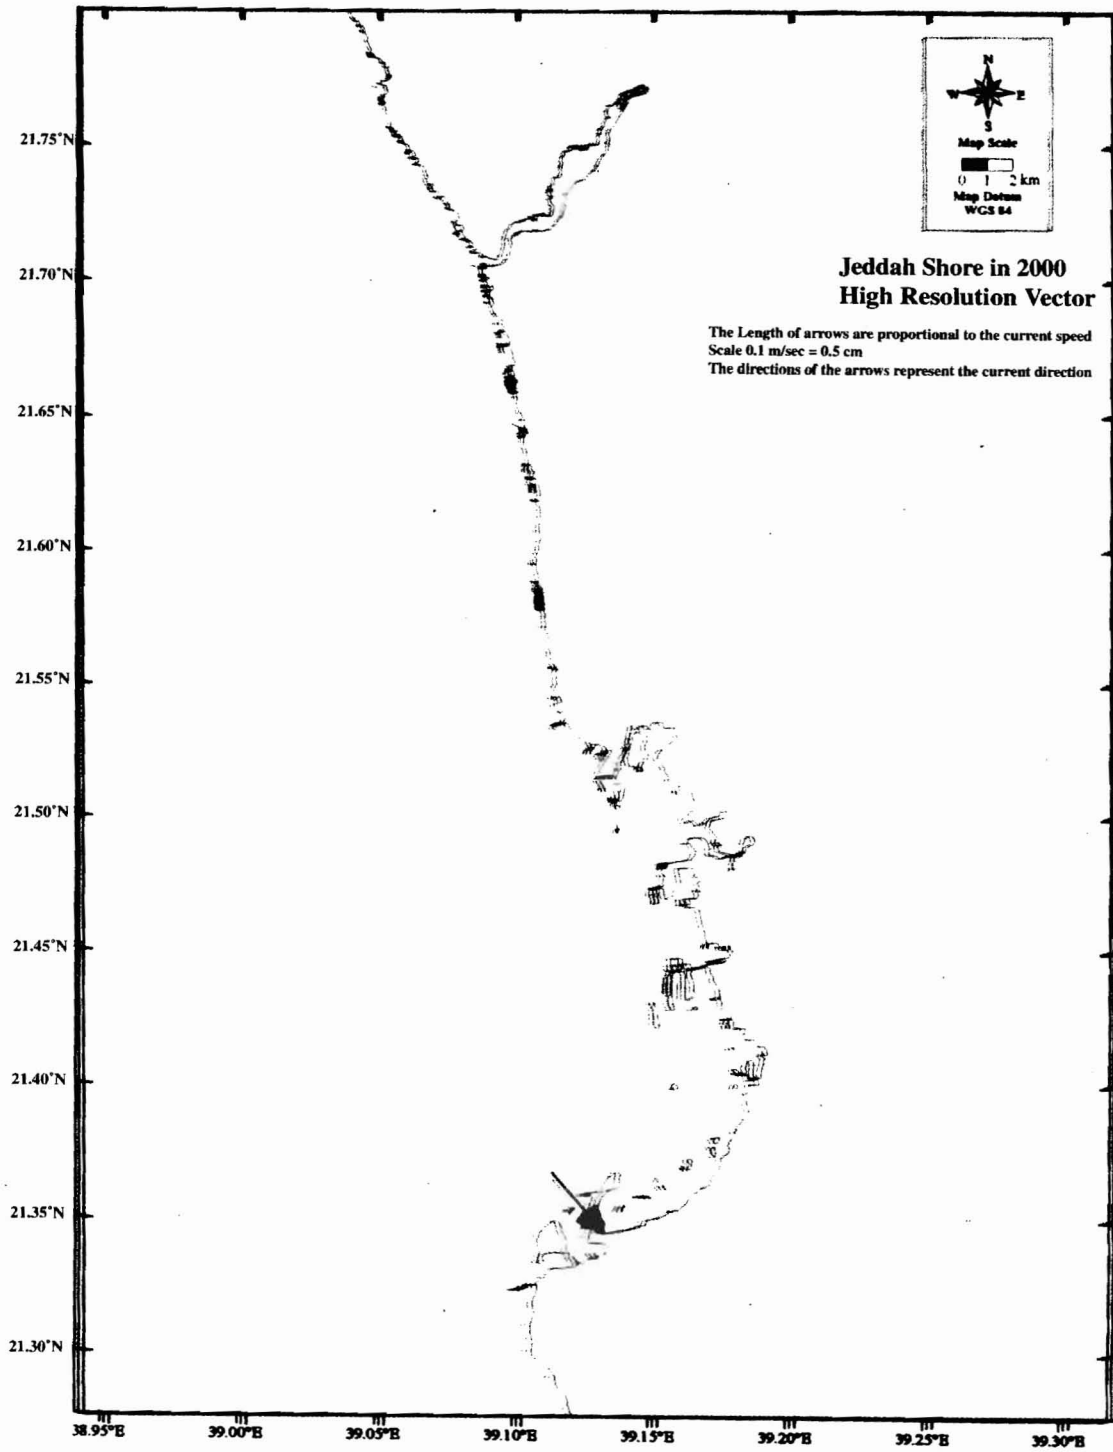 N
W E
S
Map Scale
0 1 2 km
Map Datum
WGS 84
Jeddah Shore in 2000
High Resolution Vector
The Length of arrows are proportional to the current speed
Scale 0.1 m/sec = 0.5 cm
The directions of the arrows represent the current direction
21.75°N
21.70°N
21.65°N
21.60°N
21.55°N
21.50°N
21.45°N
21.40°N
21.35°N
21.30°N
38.95°E 39.00°E 39.05°E 39.10°E 39.15°E 39.20°E 39.25°E 39.30°E